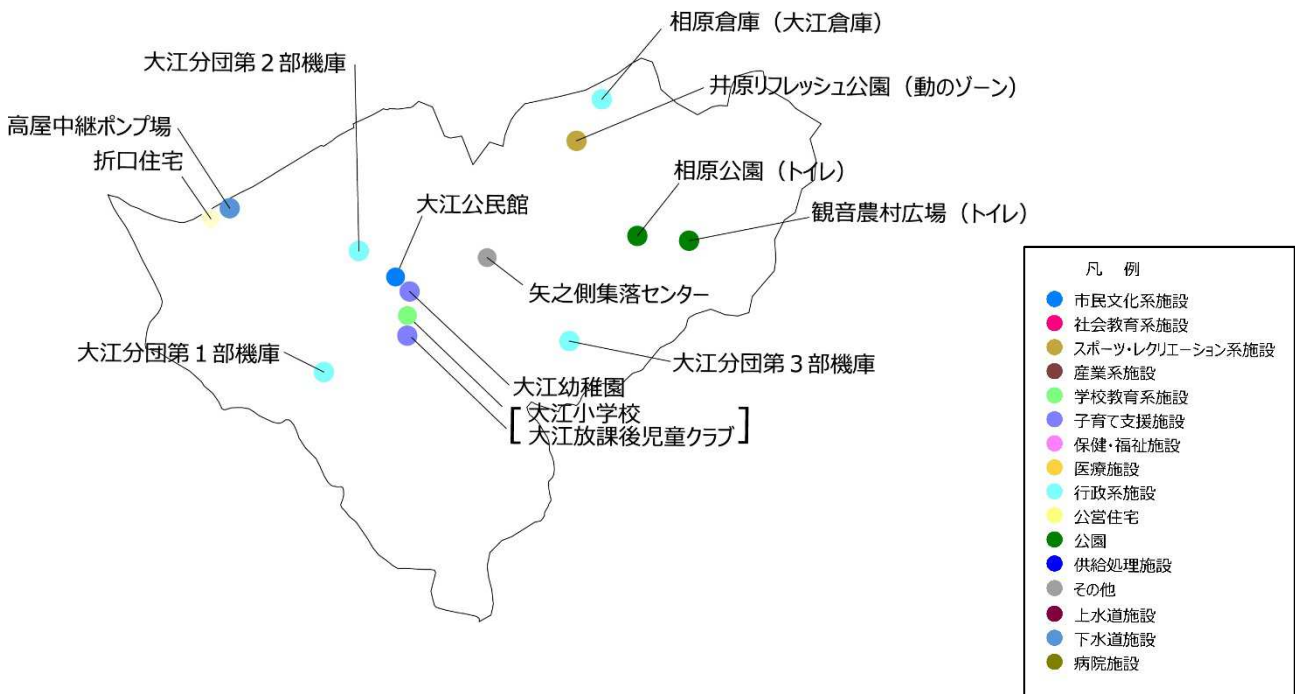 相原倉庫（大江倉庫）
大江分団第２部機庫
井原リフレッシュ公園（動のゾーン）
高屋中継ポンプ場
折口住宅
相原公園（トイレ）
大江公民館
観音農村広場（トイレ）
矢之側集落センター
大江分団第１部機庫
大江分団第３部機庫
大江幼稚園
[大江小学校
大江放課後児童クラブ]
凡 例
市民文化系施設
社会教育系施設
スポーツ・レクリエーション系施設
産業系施設
学校教育系施設
子育て支援施設
保健・福祉施設
医療施設
行政系施設
公営住宅
公園
供給処理施設
その他
上水道施設
下水道施設
病院施設